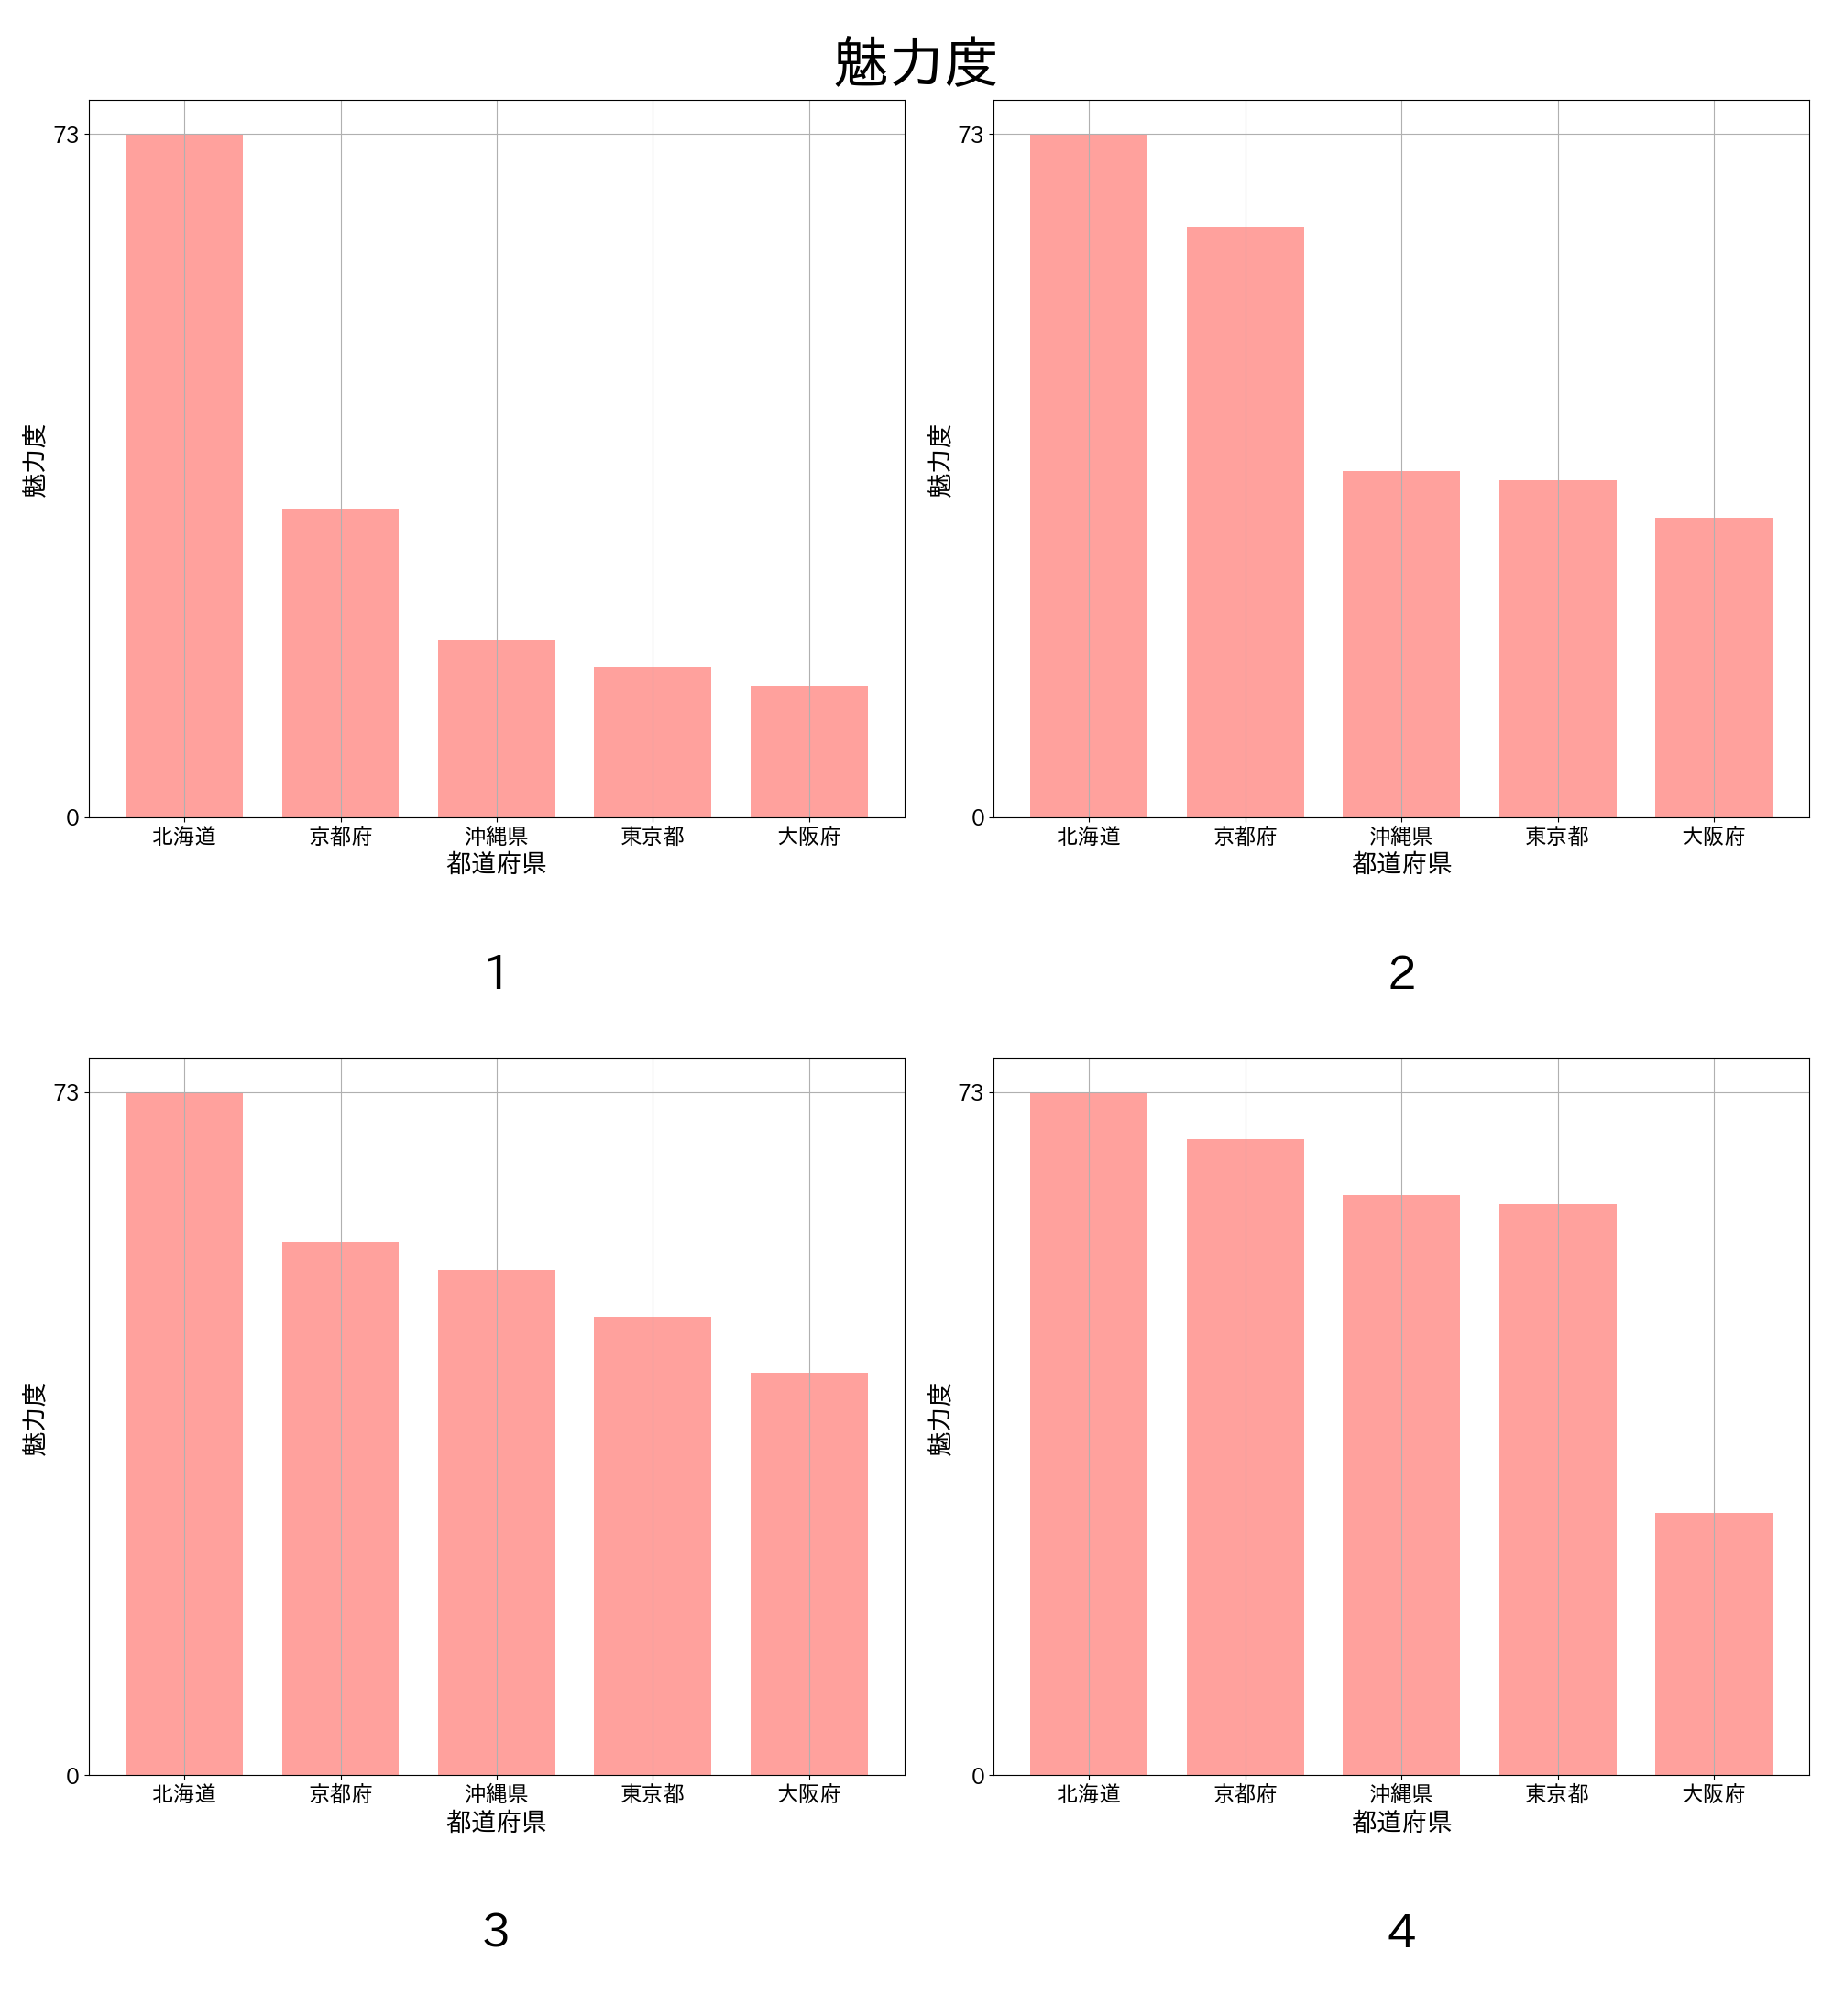 魅力度
73
0
魅力度
北海道 京都府 沖縄県 東京都 大阪府
都道府県
1
73
0
魅力度
北海道 京都府 沖縄県 東京都 大阪府
都道府県
2
73
0
魅力度
北海道 京都府 沖縄県 東京都 大阪府
都道府県
3
73
0
魅力度
北海道 京都府 沖縄県 東京都 大阪府
都道府県
4